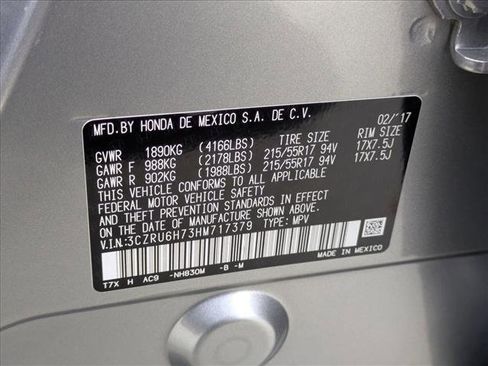 MFD.BY HONDA DE MEXICO S.A. DE C.V. 02/'17
TIRE SIZE RIM SIZE
GVWR 1890KG (4166LBS)
GAWR F 988KG (2178LBS) 215/55R17 94V 17X7.5J
GAWR R 902KG (1988LBS) 215/55R17 94V 17X7.5J
THIS VEHICLE CONFORMS TO ALL APPLICABLE
FEDERAL MOTOR VEHICLE SAFETY
AND THEFT PREVENTION STANDARDS IN EFFECT
ON THE DATE OF MANUFACTURE SHOWN ABOVE.
V.I.N.:3CZRU6H73HM717379 TYPE: MPV
MADE IN MEXICO
T7X H AC9 -NH830M -B -M